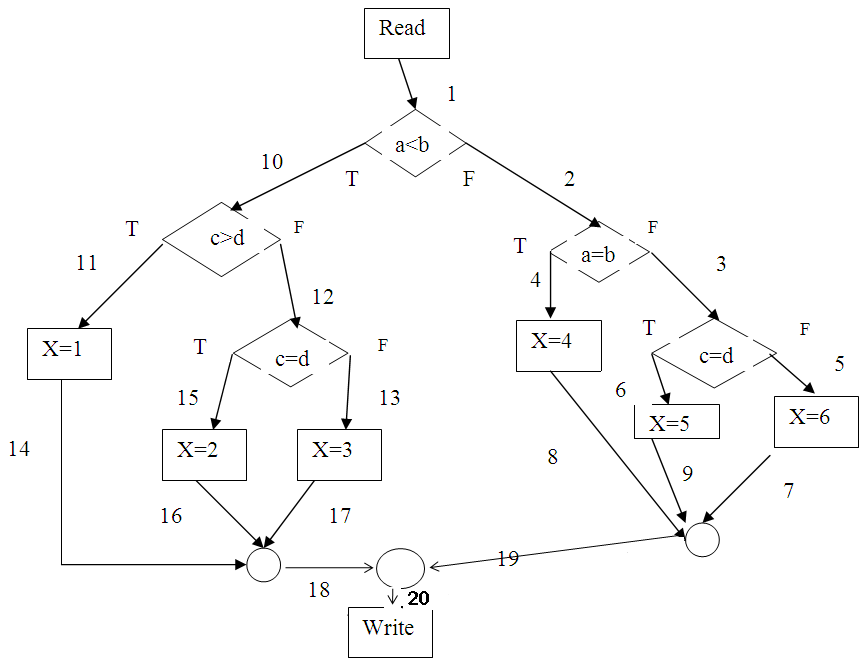 Read
1
a<b
10
T
F
2
T
c>d
F
T
a=b
F
11
4
3
12
X=1
T
c=d
F
X=4
T
c=d
F
5
15
13
6
X=5
X=6
14
X=2
X=3
8
9
7
16
17
18
19
.20
Write